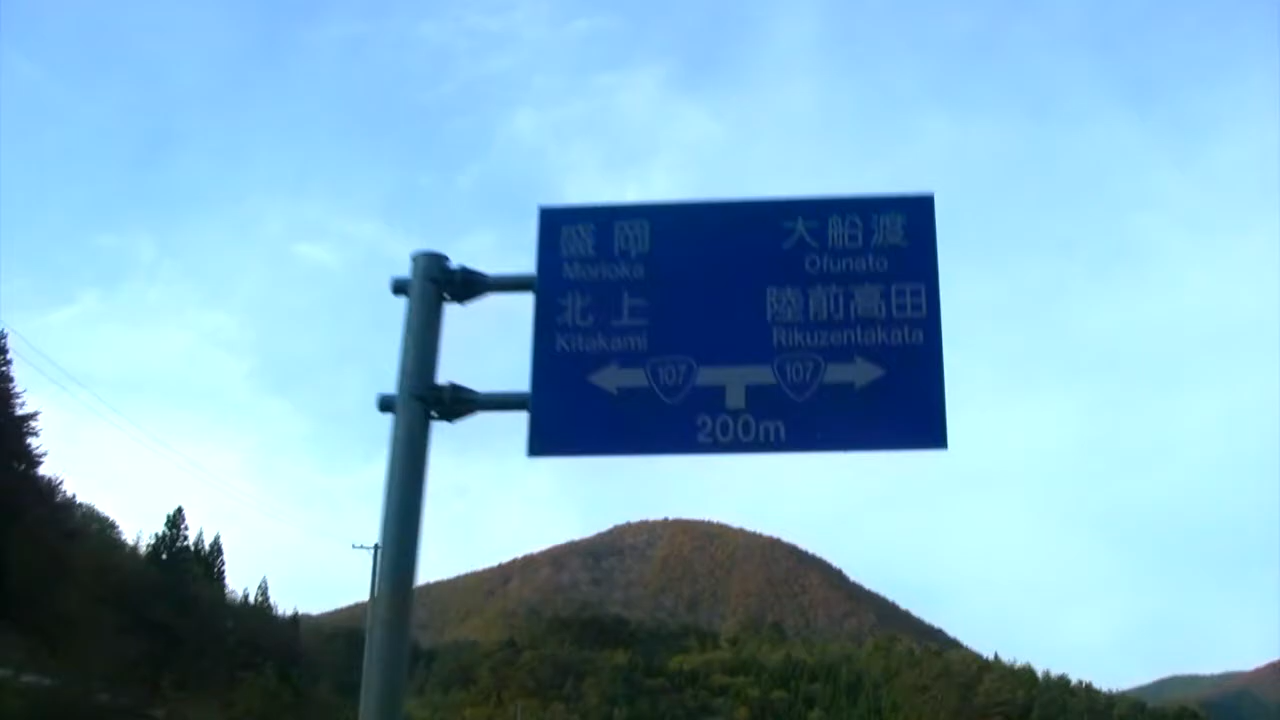 盛岡
Morioka
北上
Kitakami
大船渡
Ofunato
陸前高田
Rikuzentakata
107
107
200m